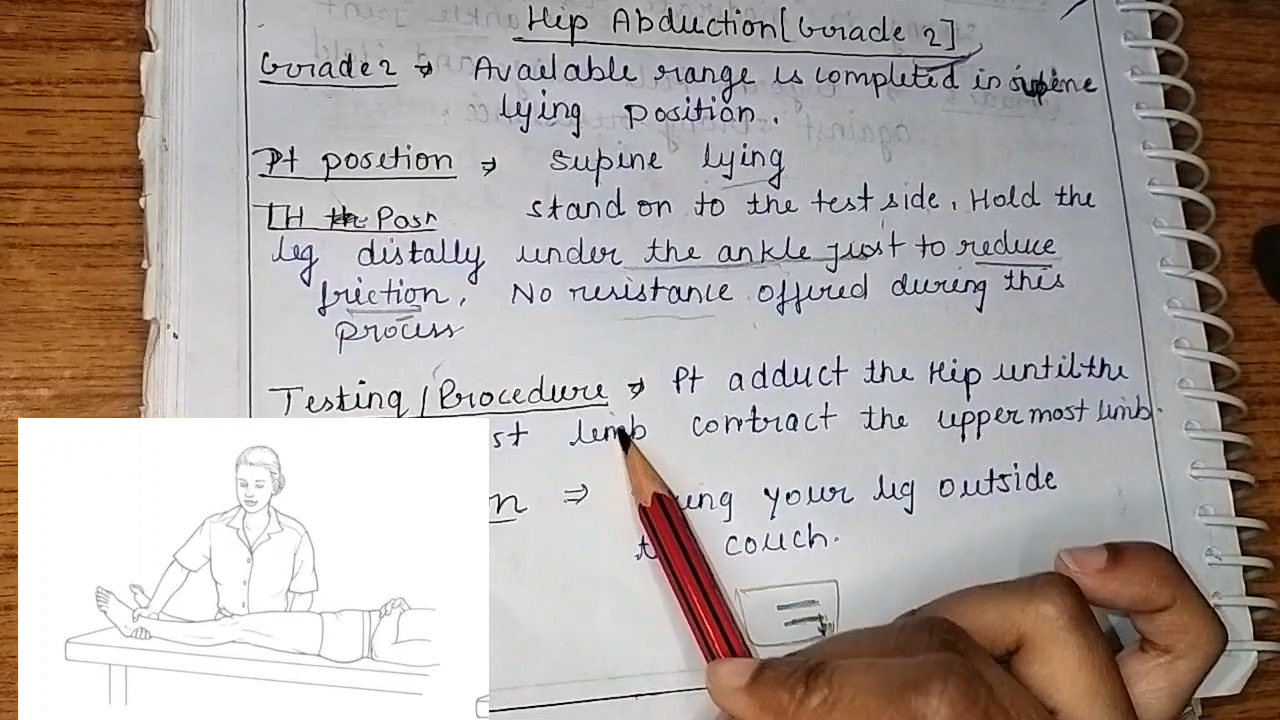 Hip Abduction [Grade 2]
Grade 2 → Available range is completed in supine
lying position.
Pt position → supine lying
TH Posn stand on to the test side. Hold the
leg distally under the ankle just to reduce
friction. No resistance offered during this
process
Testing / Procedure → Pt adduct the Hip until the
st limb contract the uppermost limb.
n ⇒ ung your leg outside
t couch.